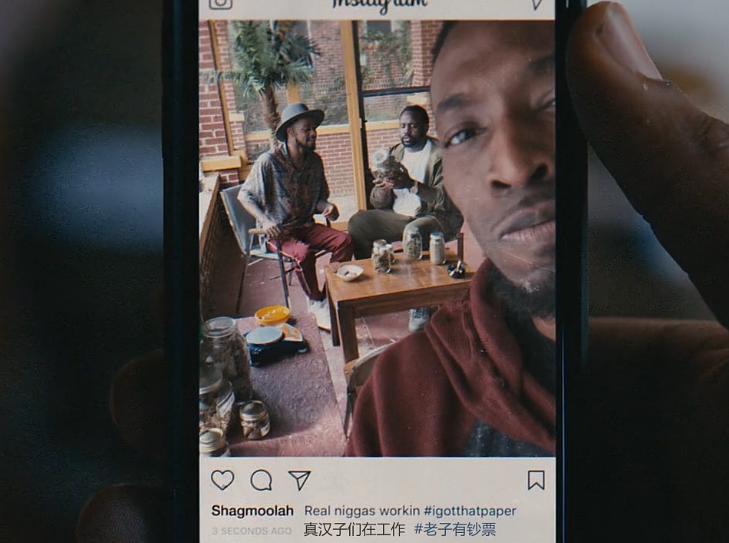 Instagram
Shagmoolah Real niggas workin #igotthatpaper
3 SECONDS AGO 真汉子们在工作 #老子有钞票